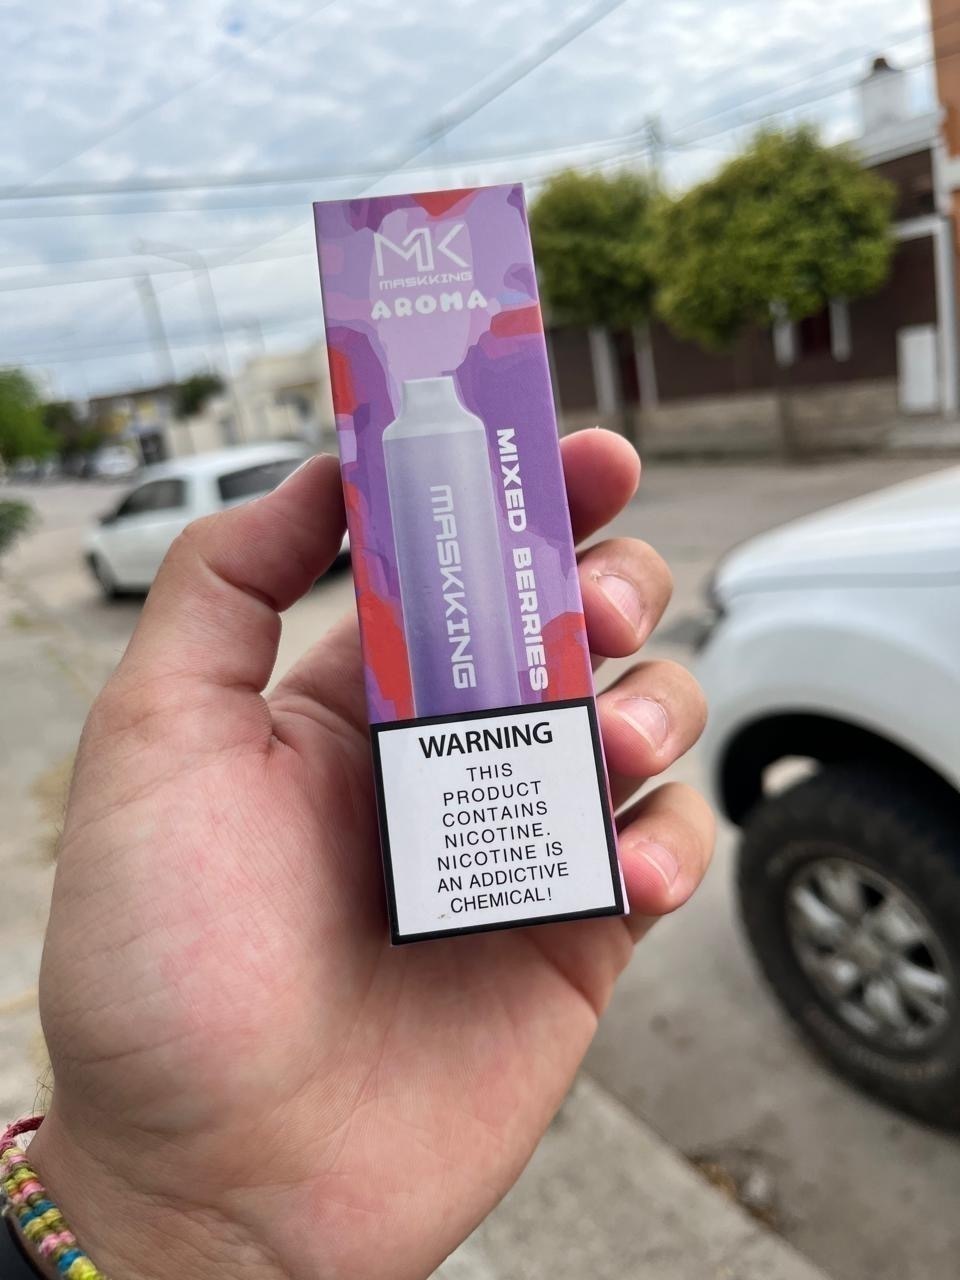 MK
MASKKING
AROMA
MASKKING
MIXED BERRIES
WARNING
THIS
PRODUCT
CONTAINS
NICOTINE.
NICOTINE IS
AN ADDICTIVE
CHEMICAL!